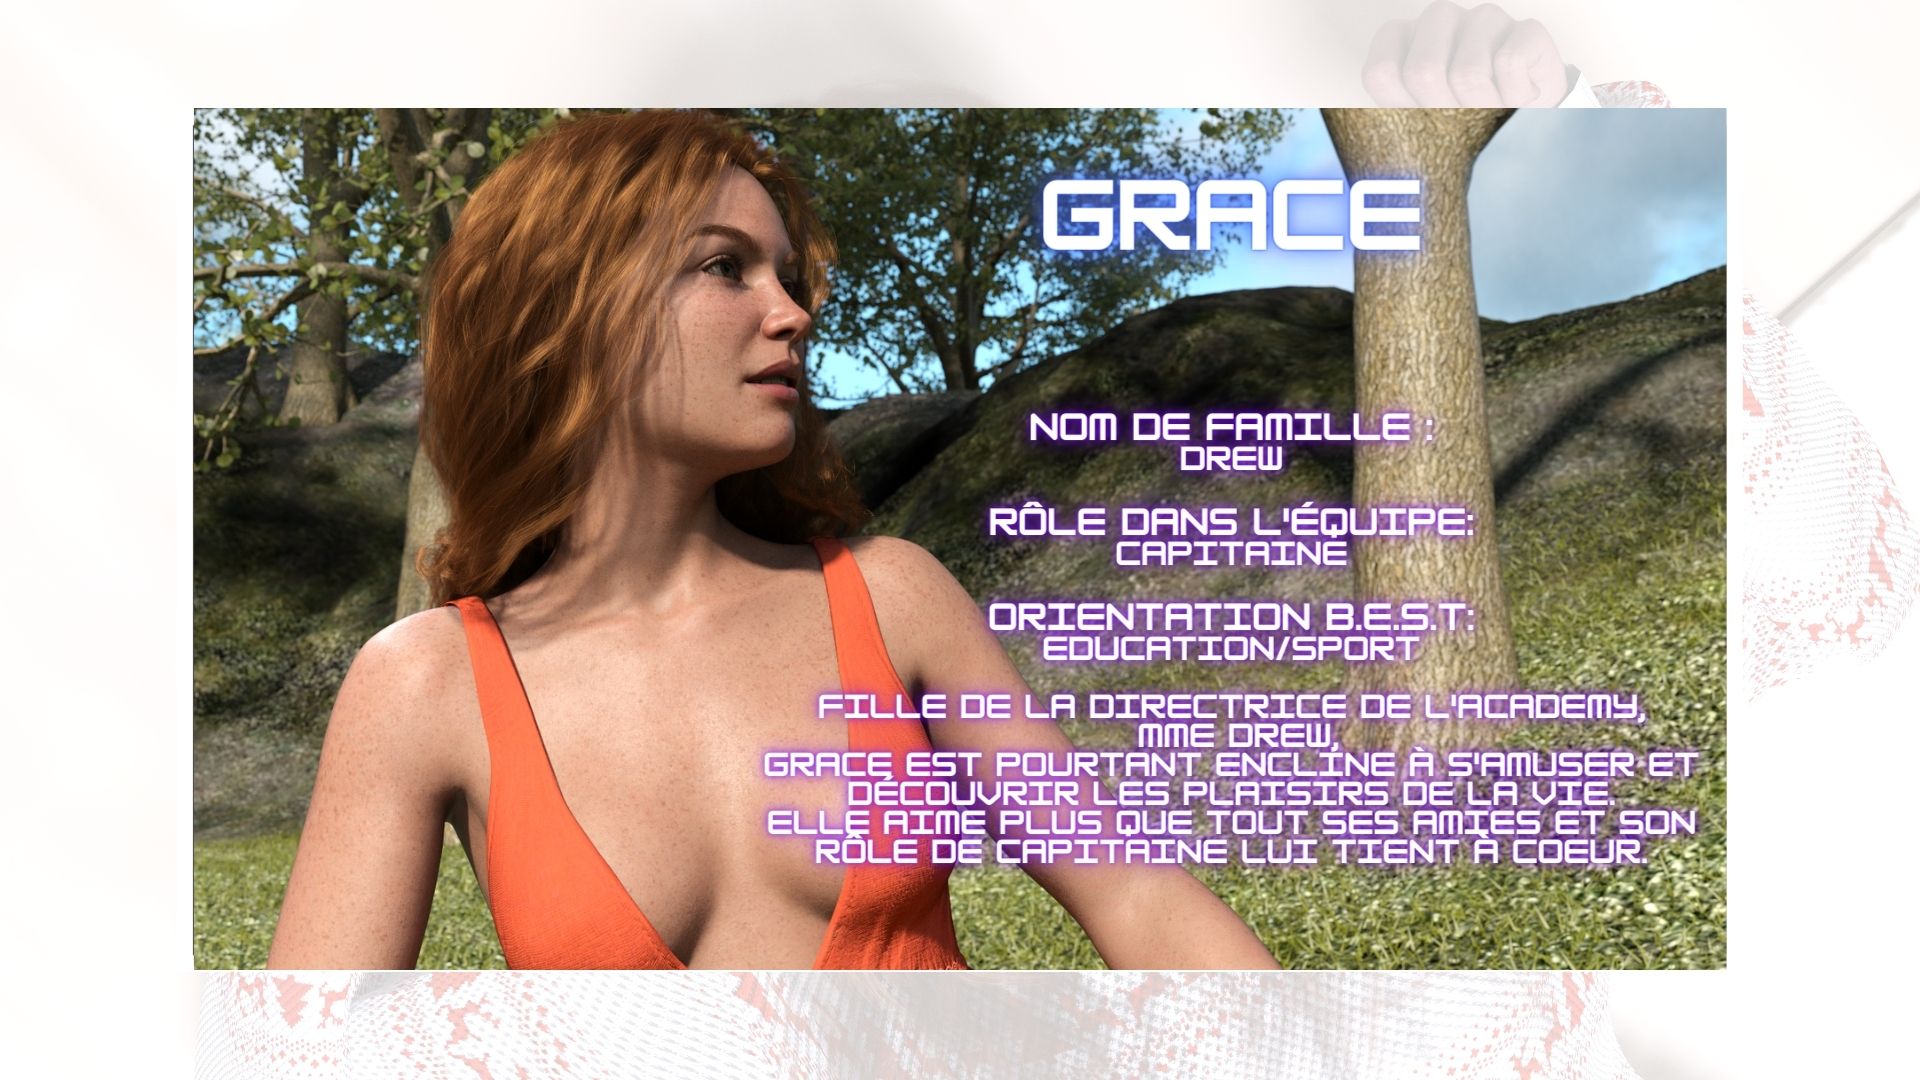 GRACE
NOM DE FAMILLE :
DREW
RÔLE DANS L'ÉQUIPE:
CAPITAINE
ORIENTATION B.E.S.T:
EDUCATION/SPORT
FILLE DE LA DIRECTRICE DE L'ACADEMY,
MME DREW,
GRACE EST POURTANT ENCLINE À S'AMUSER ET
DÉCOUVRIR LES PLAISIRS DE LA VIE.
ELLE AIME PLUS QUE TOUT SES AMIES ET SON
RÔLE DE CAPITAINE LUI TIENT À COEUR.